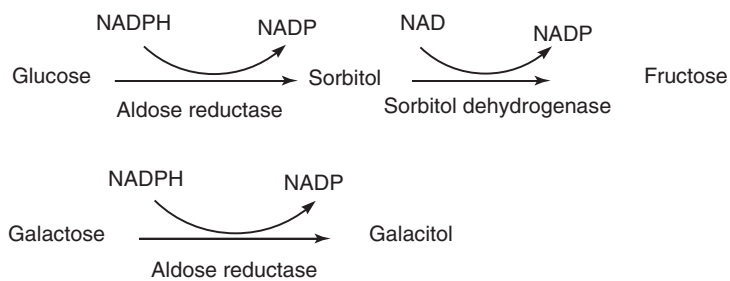 NADPH NADP NAD NADP
Glucose Sorbitol Fructose
Aldose reductase Sorbitol dehydrogenase
NADPH NADP
Galactose Galacitol
Aldose reductase